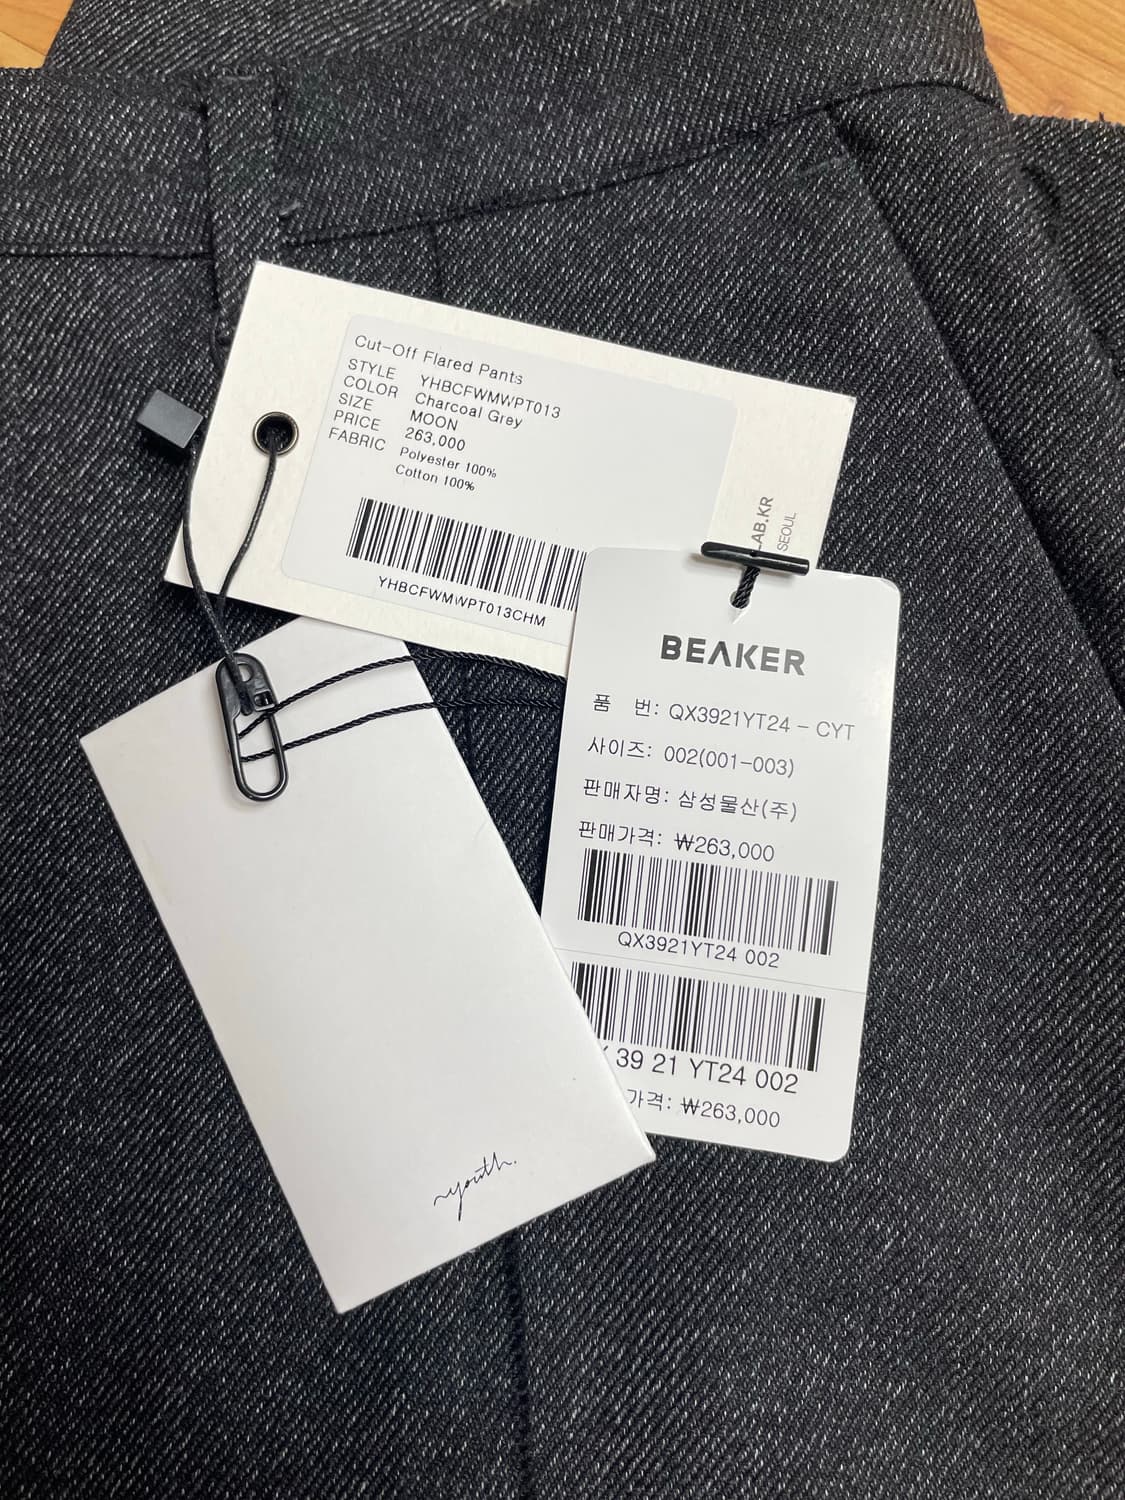 Cut-Off Flared Pants
STYLE YHBCFWMWPT013
COLOR Charcoal Grey
SIZE MOON
PRICE 263,000
FABRIC Polyester 100%
Cotton 100%
YHBCFWMWPT013CHM
LAB.KR
SEOUL
BEAKER
품 번: QX3921YT24 - CYT
사이즈: 002(001-003)
판매자명: 삼성물산(주)
판매가격: ₩263,000
QX3921YT24 002
39 21 YT24 002
가격: ₩263,000
youth.